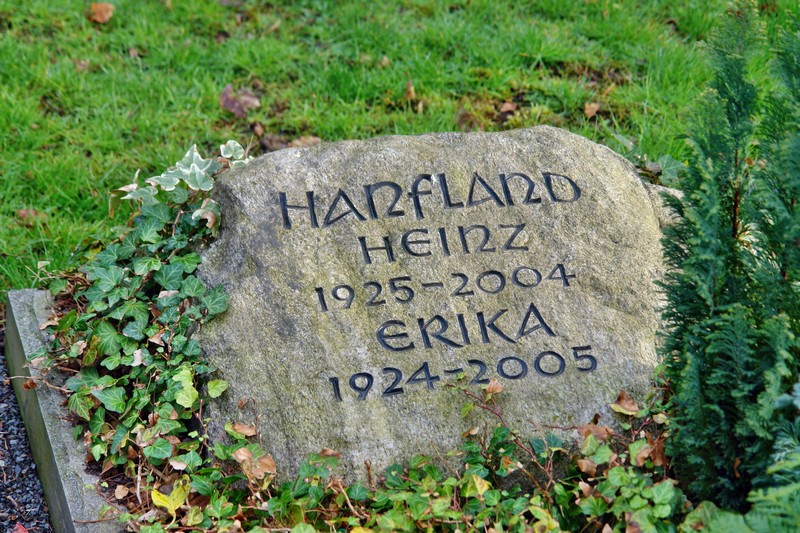 HANFLAND
HEINZ
1925-2004
ERIKA
1924-2005